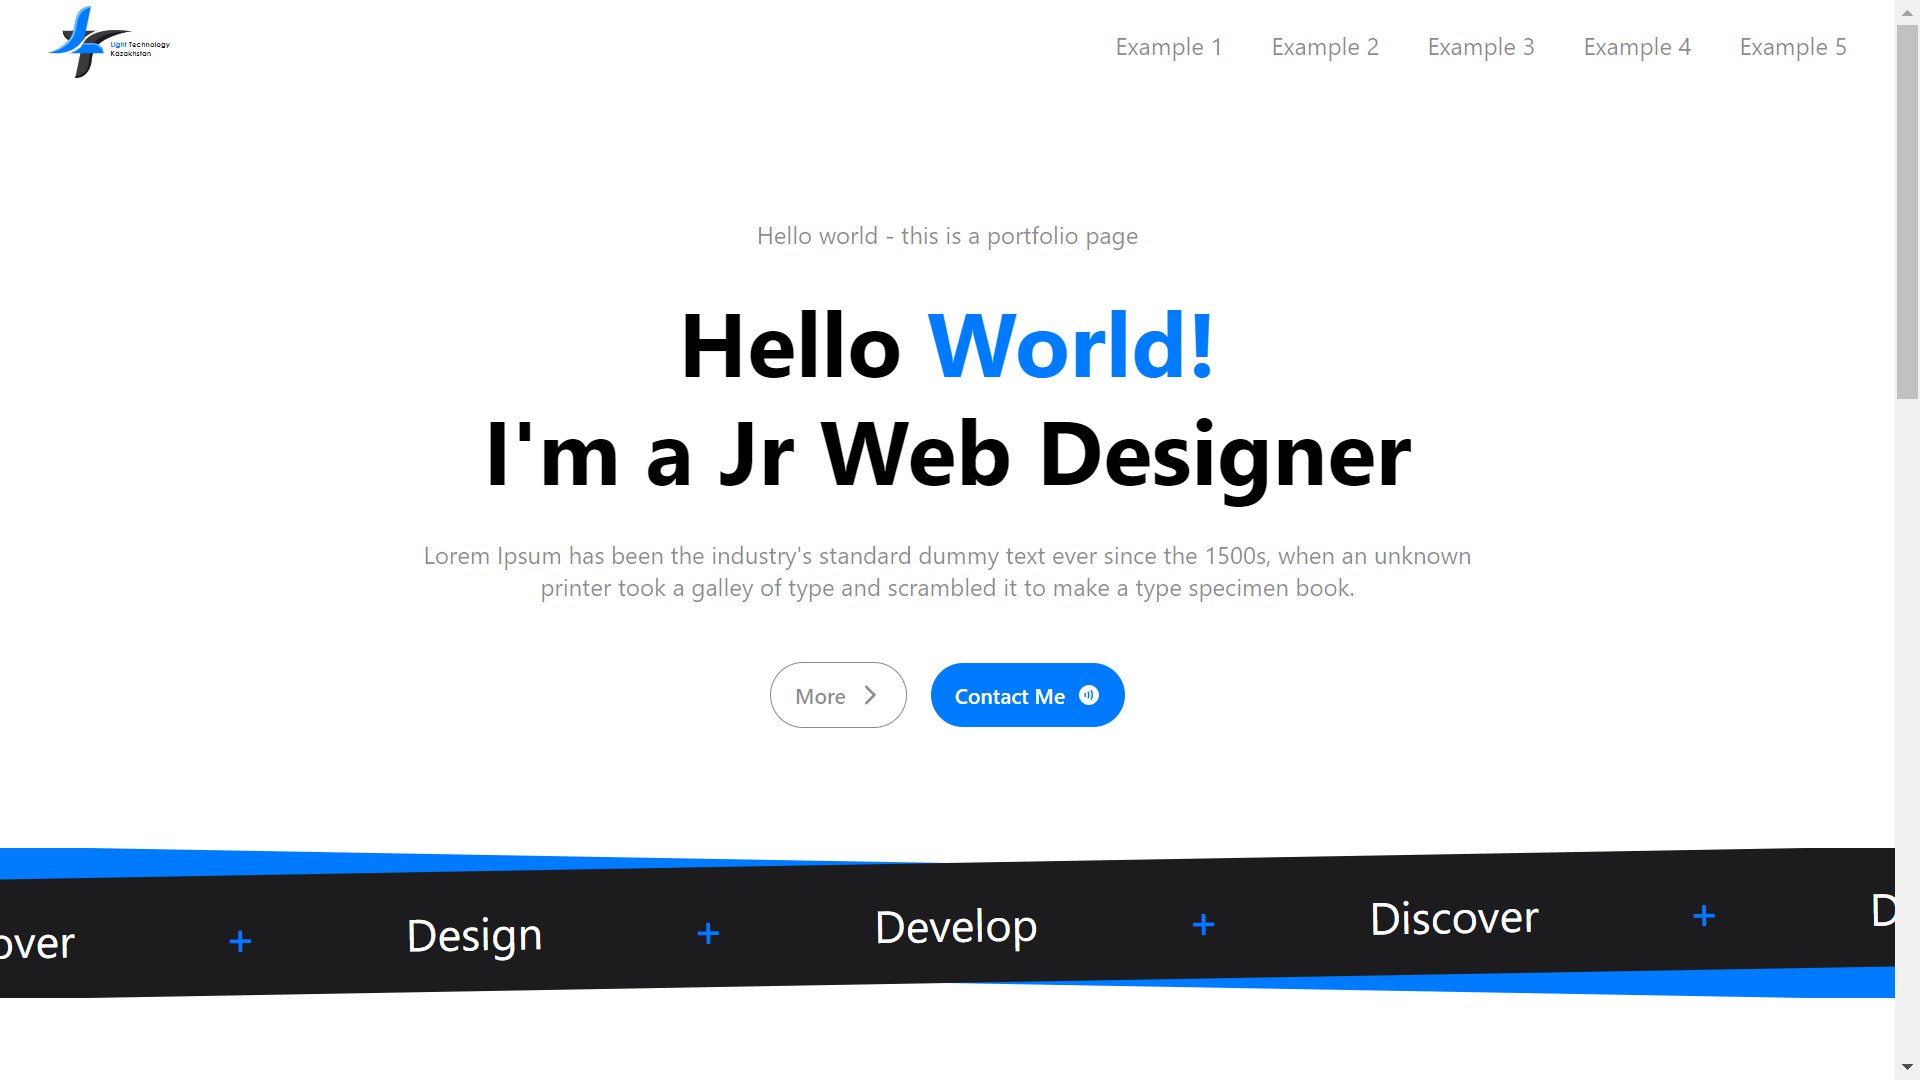 Light Technology
Kazakhstan
Example 1 Example 2 Example 3 Example 4 Example 5
Hello world - this is a portfolio page
Hello World!
I'm a Jr Web Designer
Lorem Ipsum has been the industry's standard dummy text ever since the 1500s, when an unknown
printer took a galley of type and scrambled it to make a type specimen book.
More
Contact Me
over + Design + Develop + Discover + D